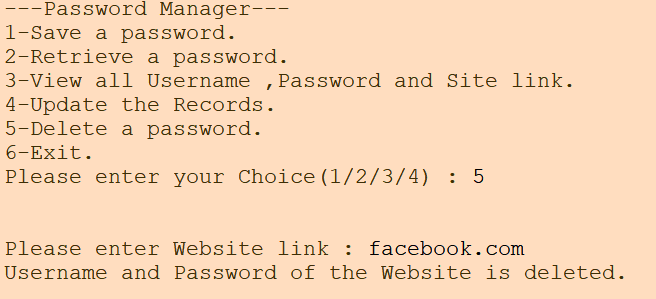 ---Password Manager---
1-Save a password.
2-Retrieve a password.
3-View all Username ,Password and Site link.
4-Update the Records.
5-Delete a password.
6-Exit.
Please enter your Choice(1/2/3/4) : 5
Please enter Website link : facebook.com
Username and Password of the Website is deleted.